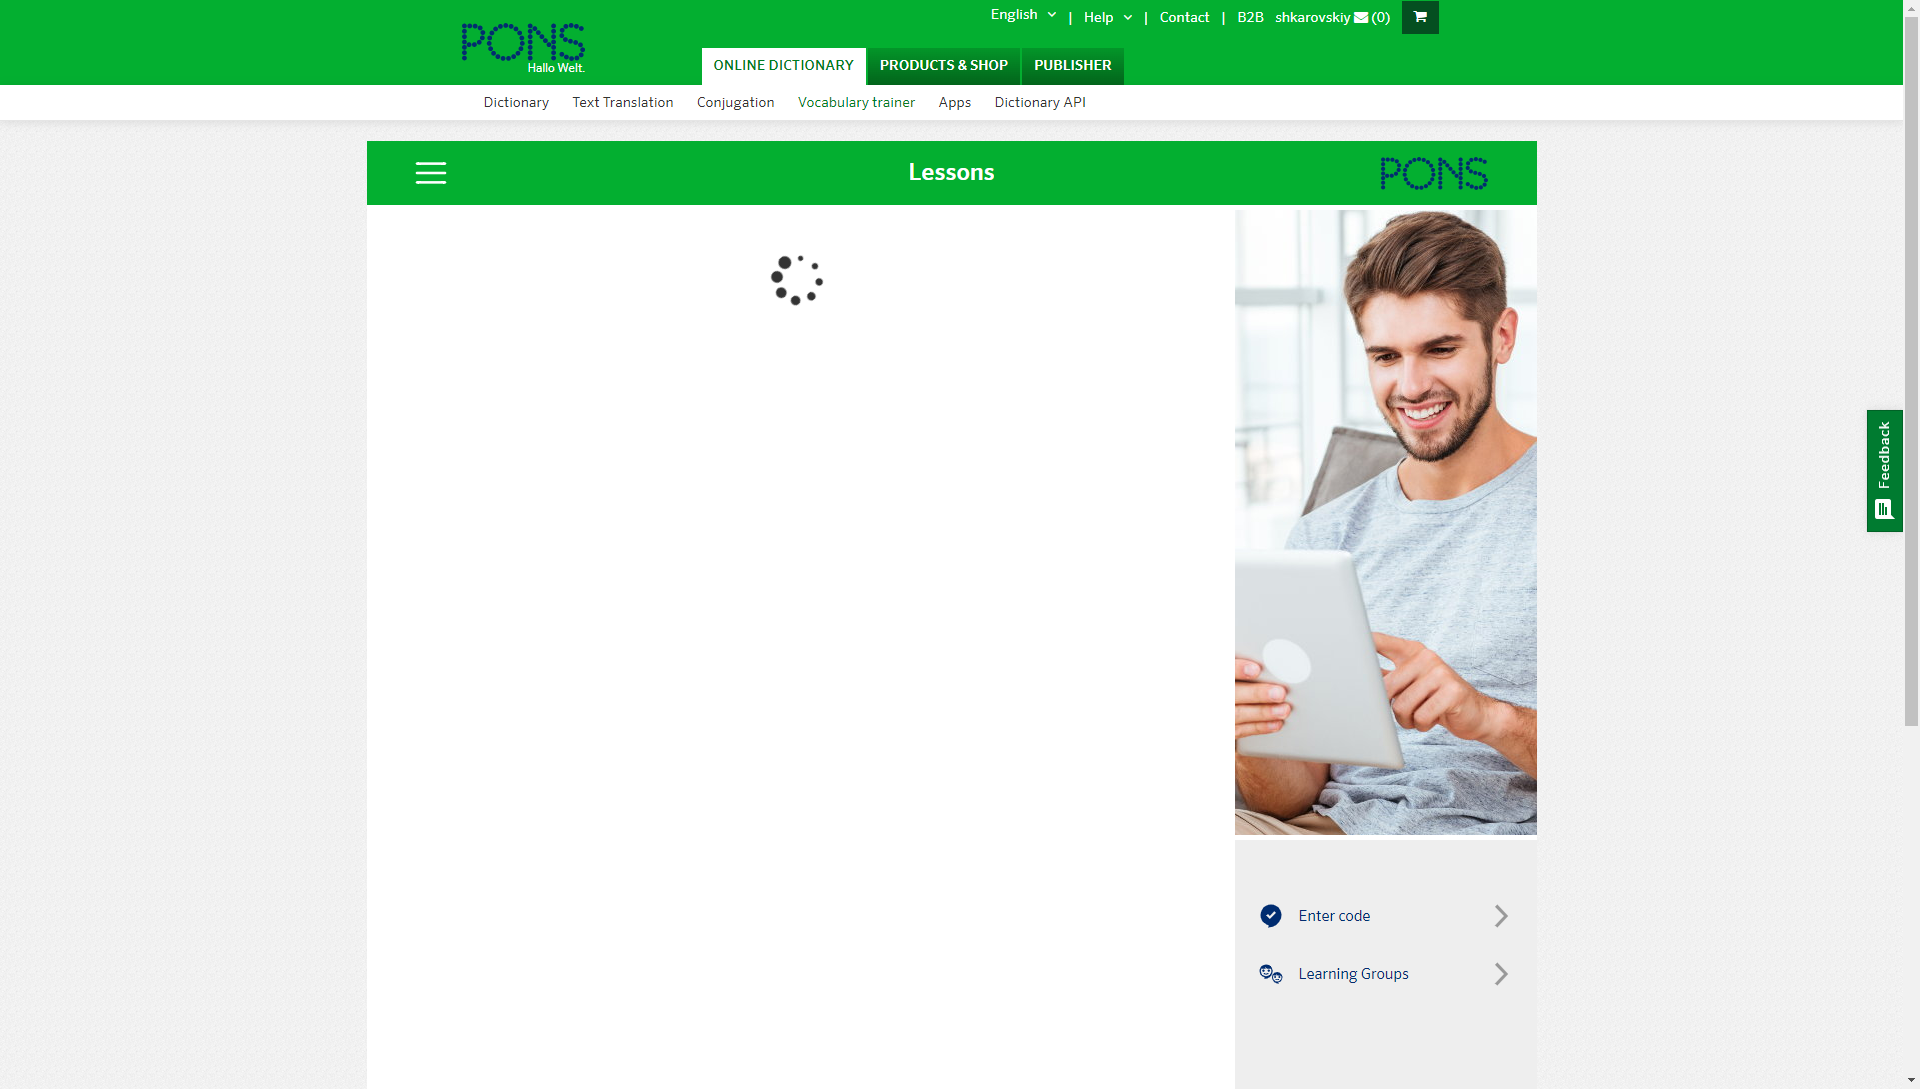 English | Help | Contact | B2B shkarovskiy (0)
PONS
Hallo Welt.
ONLINE DICTIONARY PRODUCTS & SHOP PUBLISHER
Dictionary Text Translation Conjugation Vocabulary trainer Apps Dictionary API
Lessons PONS
Feedback
Enter code
Learning Groups